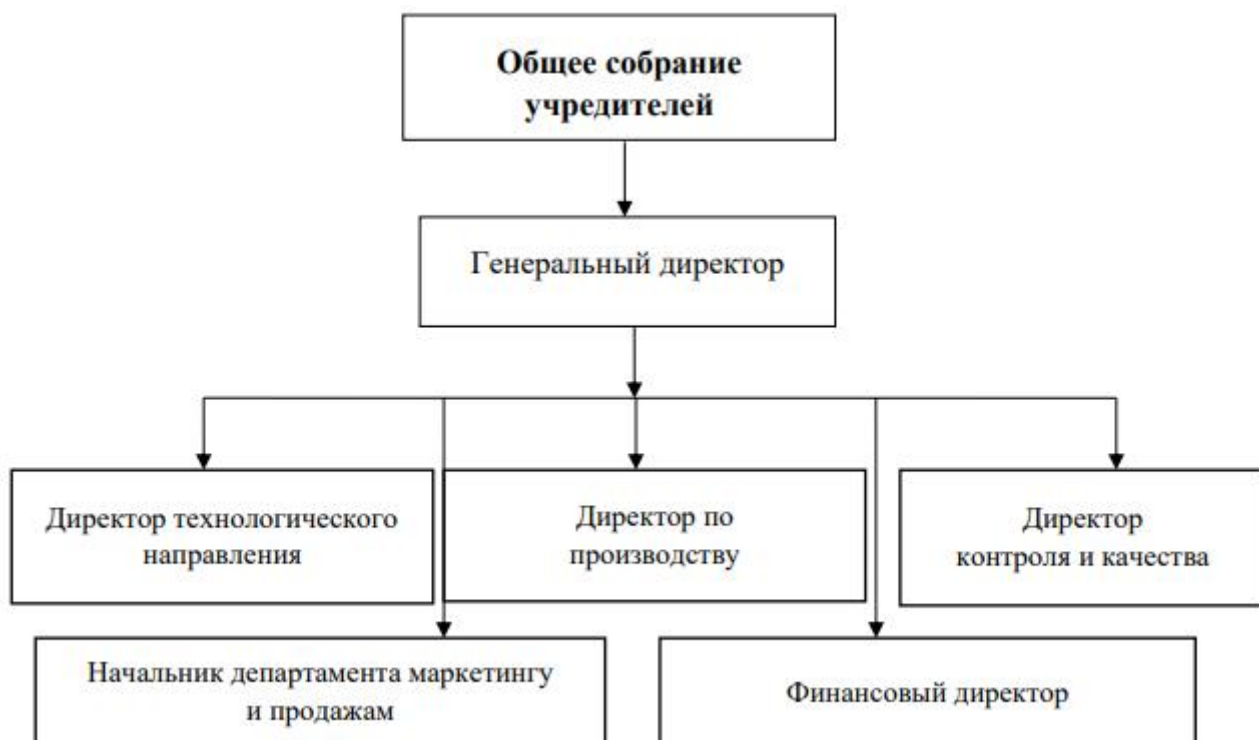 Общее собрание
учредителей
Генеральный директор
Директор технологического
направления
Директор по
производству
Директор
контроля и качества
Начальник департамента маркетингу
и продажам
Финансовый директор